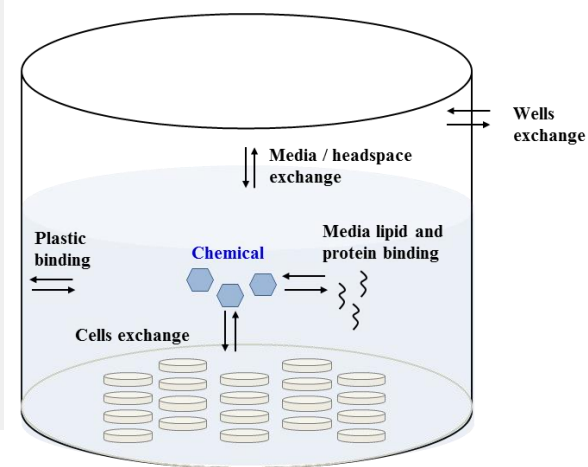 Wells
exchange
Media / headspace
exchange
Plastic
binding
Chemical
Media lipid and
protein binding
Cells exchange